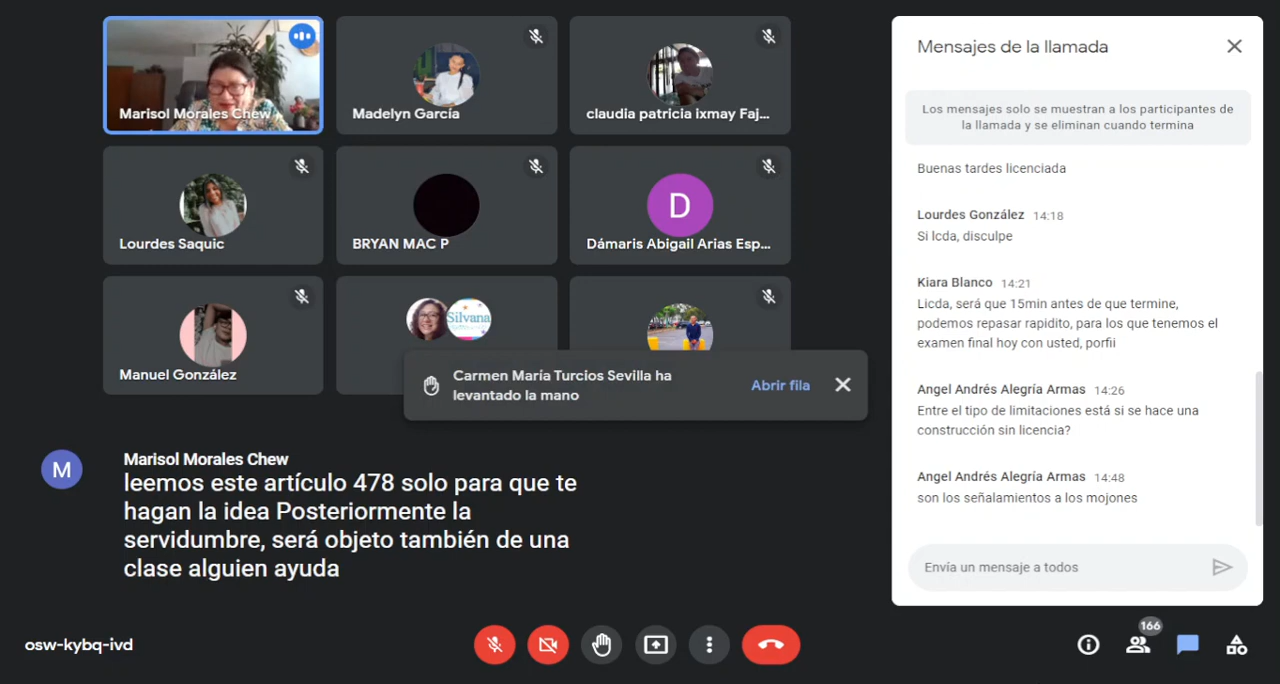 Marisol Morales Chew
Madelyn García
claudia patricia ixmay Faj...
Lourdes Saquic
BRYAN MAC P
D
Dámaris Abigail Arias Esp...
Manuel González
Silvana
Carmen María Turcios Sevilla ha
levantado la mano
Abrir fila
M
Marisol Morales Chew
leemos este artículo 478 solo para que te
hagan la idea Posteriormente la
servidumbre, será objeto también de una
clase alguien ayuda
osw-kybq-ivd
Mensajes de la llamada
Los mensajes solo se muestran a los participantes de
la llamada y se eliminan cuando termina
Buenas tardes licenciada
Lourdes González 14:18
Si lcda, disculpe
Kiara Blanco 14:21
Licda, será que 15min antes de que termine,
podemos repasar rapidito, para los que tenemos el
examen final hoy con usted, porfii
Angel Andrés Alegría Armas 14:26
Entre el tipo de limitaciones está si se hace una
construcción sin licencia?
Angel Andrés Alegría Armas 14:48
son los señalamientos a los mojones
Envía un mensaje a todos
166